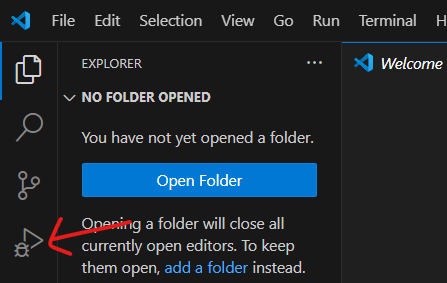 File Edit Selection View Go Run Terminal H
EXPLORER ...
Welcome
NO FOLDER OPENED
You have not yet opened a folder.
Open Folder
Opening a folder will close all
currently open editors. To keep
them open, add a folder instead.